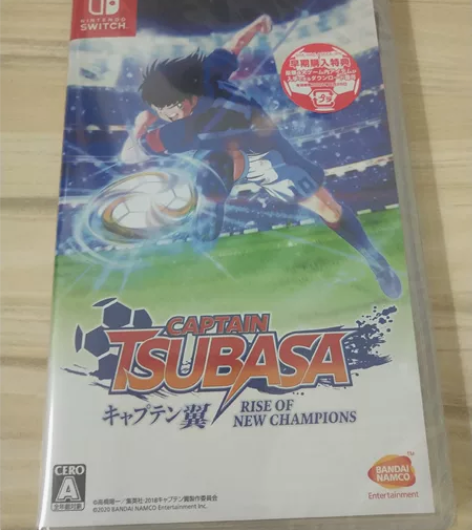 NINTENDO
SWITCH
早期購入特典
CAPTAIN
TSUBASA
キャプテン翼
RISE OF
NEW CHAMPIONS
CERO
A
全年齢対象
©高橋陽一／集英社・2018キャプテン翼製作委員会
©2020 BANDAI NAMCO Entertainment Inc.
BANDAI
NAMCO
Entertainment